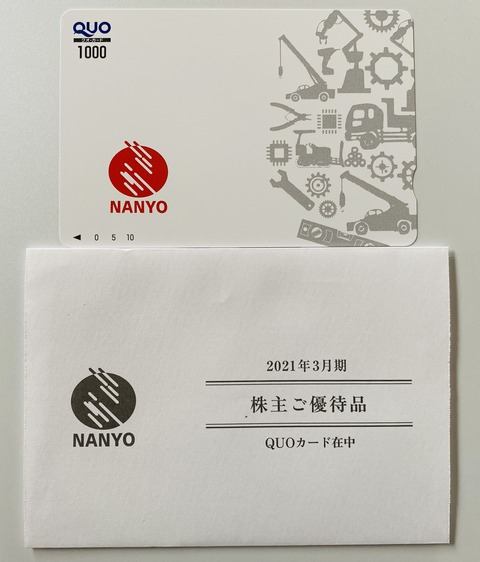 QUO
クオ・カード
1000
NANYO
◀ 0 5 10
2021年3月期
株主ご優待品
NANYO
QUOカード在中